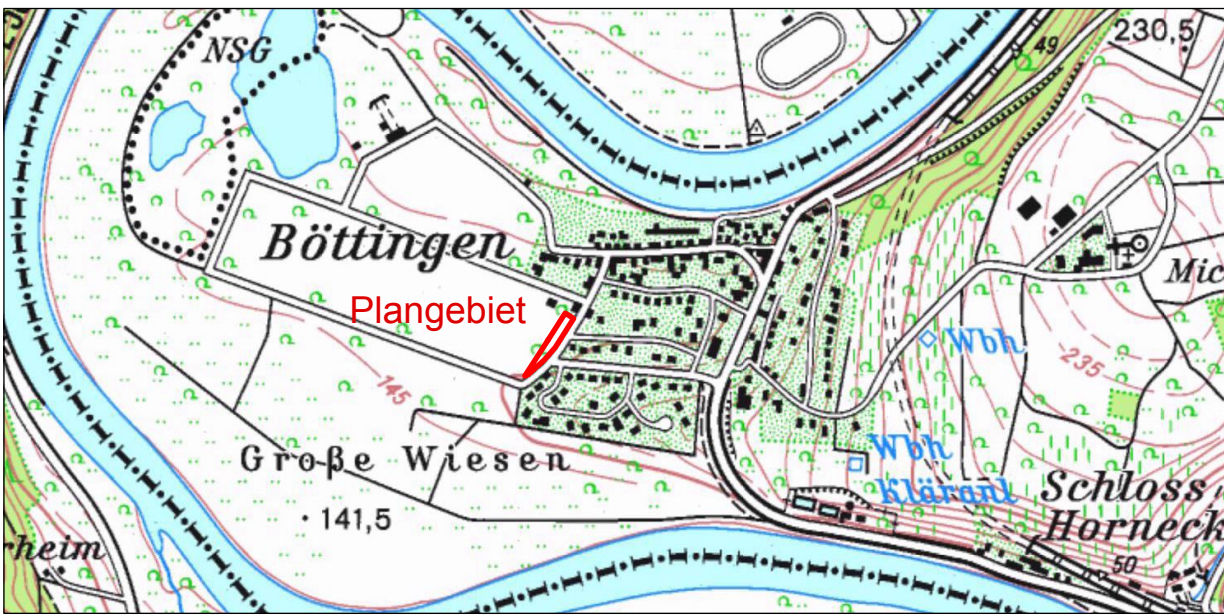 NSG
49
230,5
Böttingen
Mic
Plangebiet
Wbh
235
145
Große Wiesen
Wbh
Kläranl
Schloss
Horneck
141,5
rheim
50